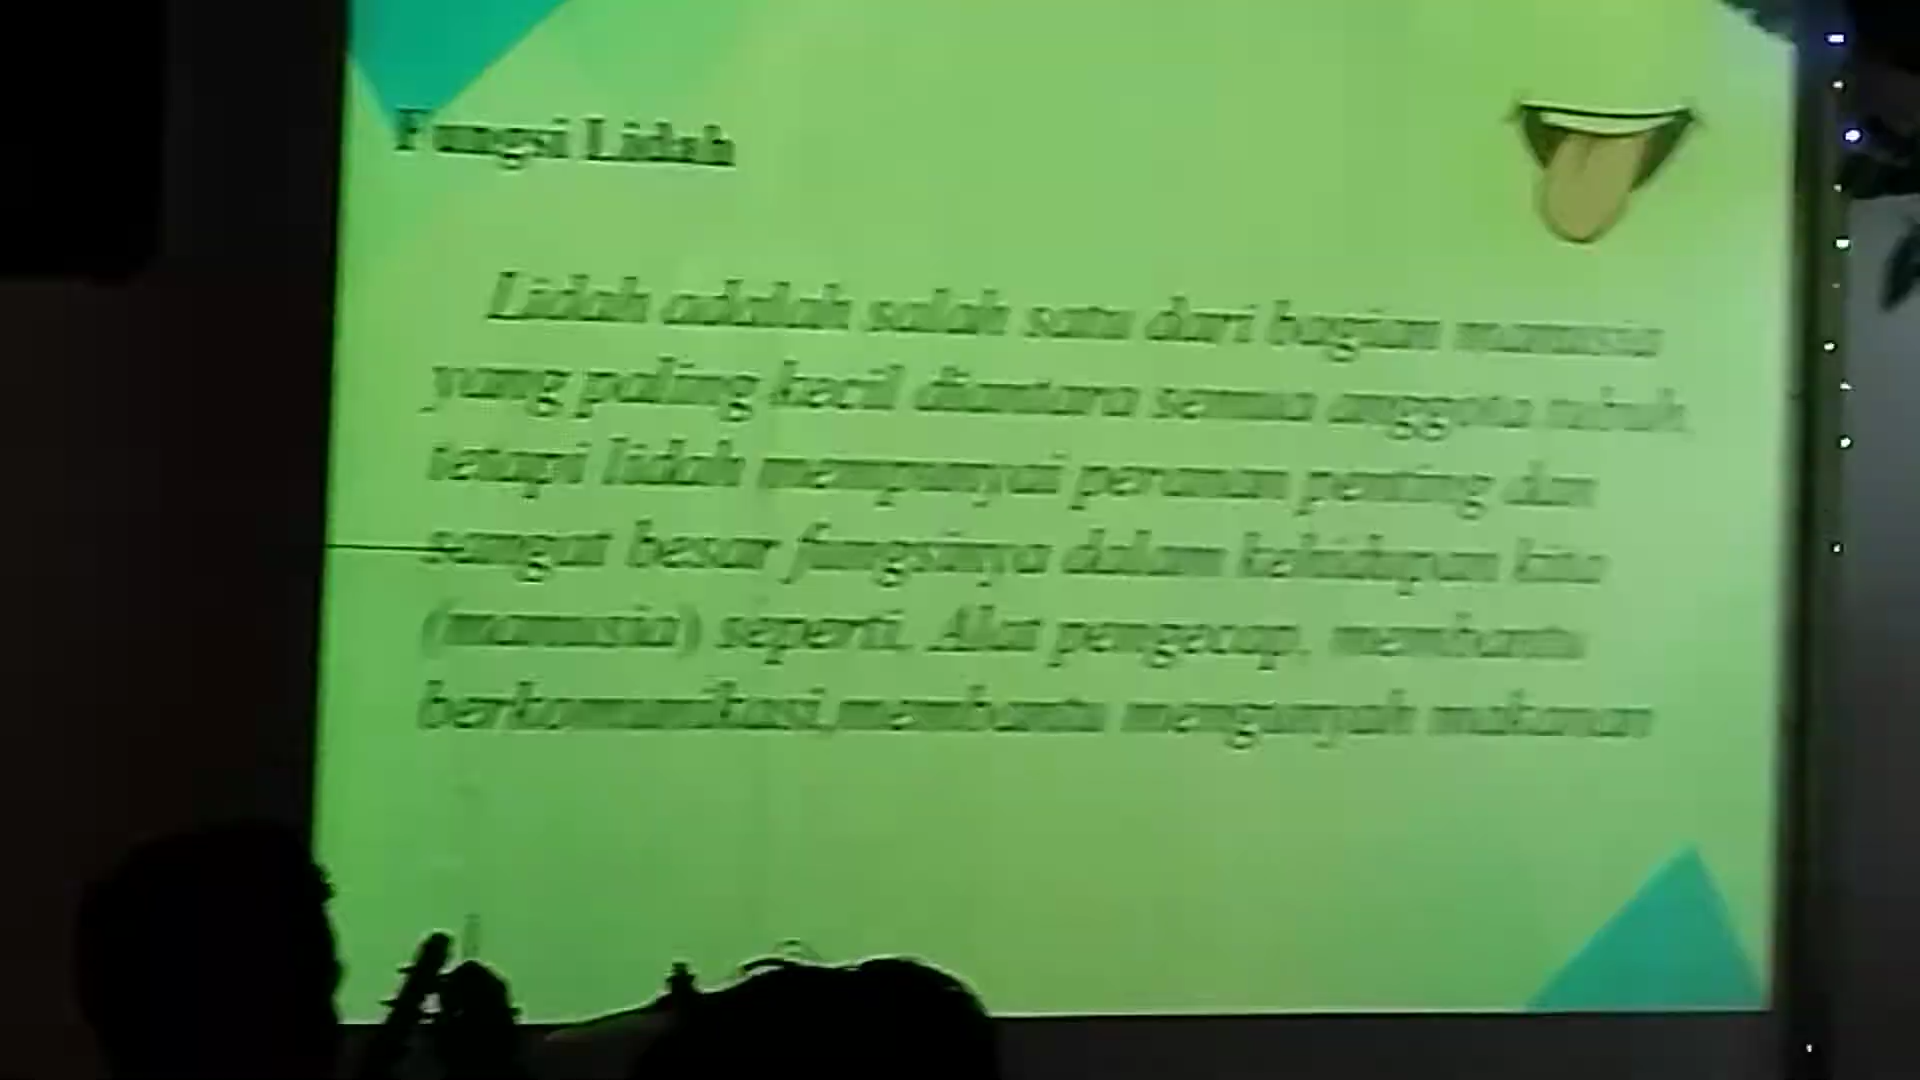 Fungsi Lidah
Lidah adalah salah satu dari bagian manusia
yang paling kecil diantara semua anggota tubuh,
tetapi lidah mempunyai peranan penting dan
sangat besar fungsinya dalam kehidupan kita
(manusia) seperti. Alat pengecap, membantu
berkomunikasi,membantu mengunyah makanan